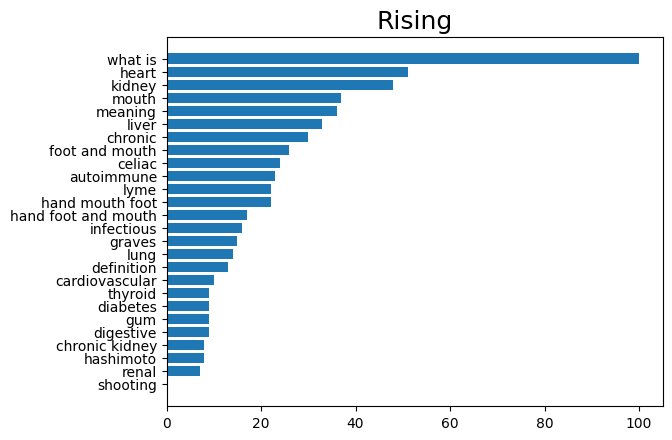 Rising
what is
heart
kidney
mouth
meaning
liver
chronic
foot and mouth
celiac
autoimmune
lyme
hand mouth foot
hand foot and mouth
infectious
graves
lung
definition
cardiovascular
thyroid
diabetes
gum
digestive
chronic kidney
hashimoto
renal
shooting
0 20 40 60 80 100